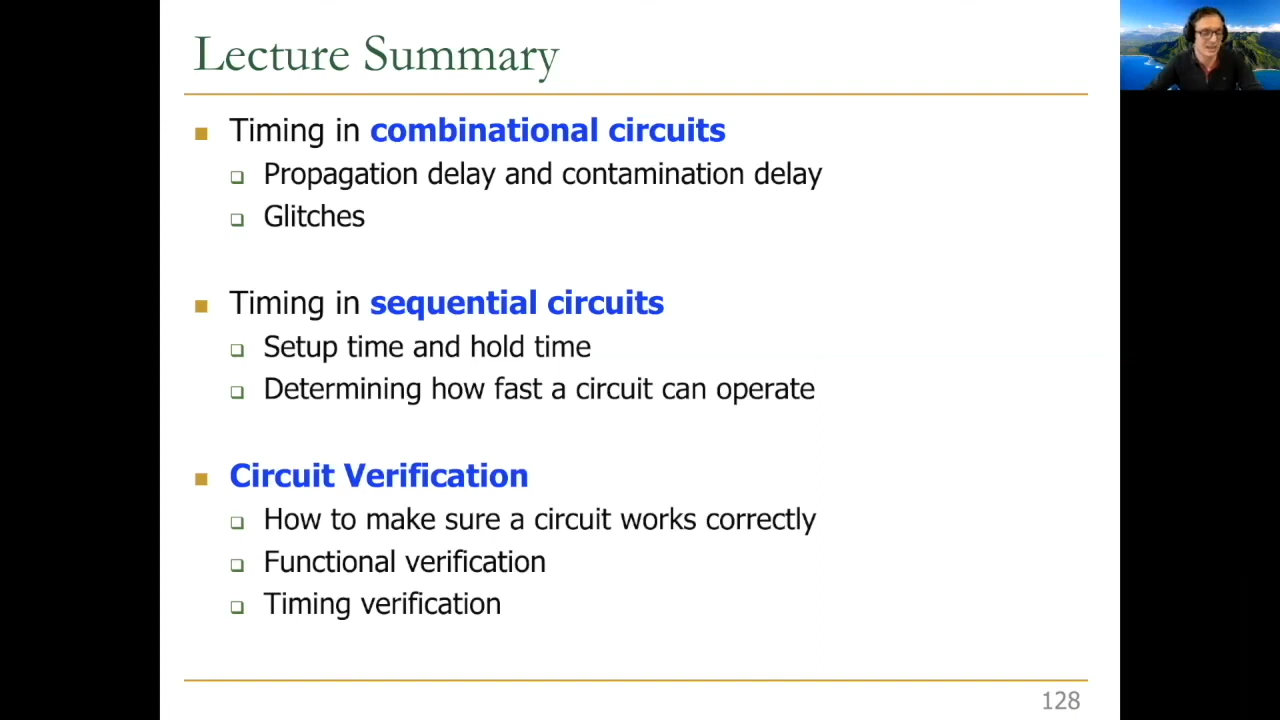 Lecture Summary
Timing in combinational circuits
Propagation delay and contamination delay
Glitches
Timing in sequential circuits
Setup time and hold time
Determining how fast a circuit can operate
Circuit Verification
How to make sure a circuit works correctly
Functional verification
Timing verification
128